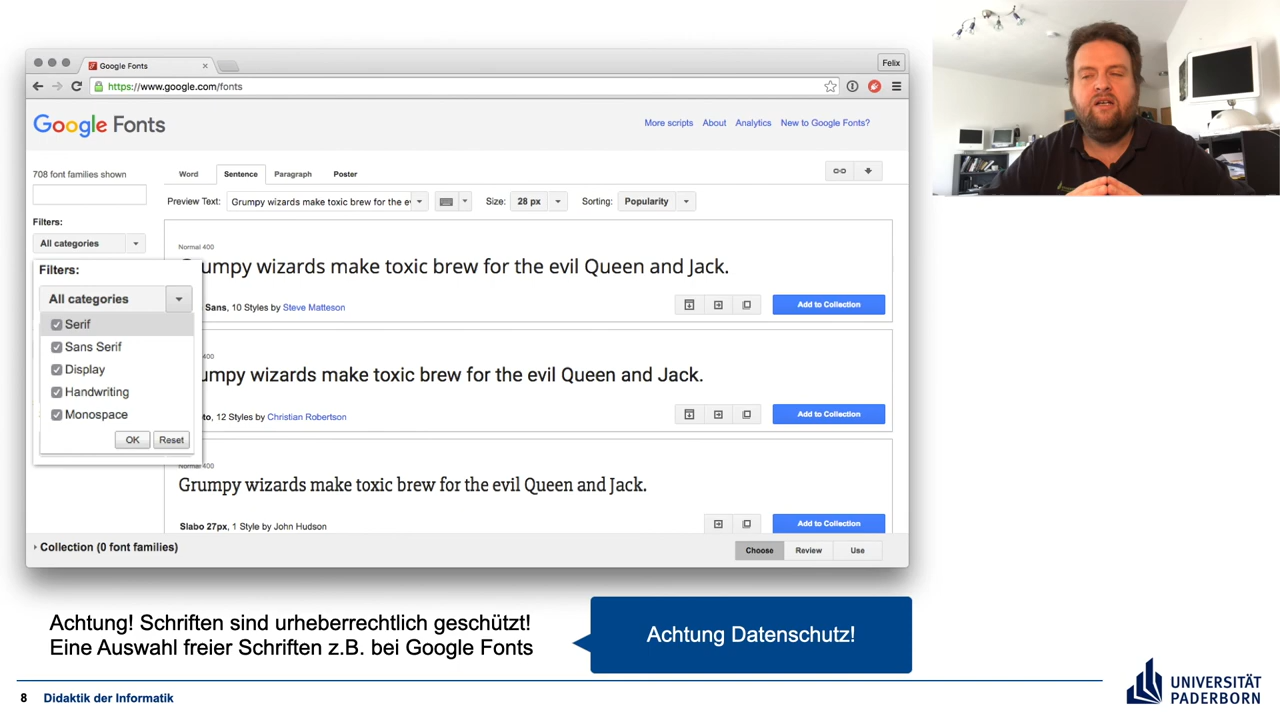 Google Fonts
Felix
https://www.google.com/fonts
Google Fonts
More scripts About Analytics New to Google Fonts?
708 font families shown
Word Sentence Paragraph Poster
Preview Text: Grumpy wizards make toxic brew for the e Size: 28 px Sorting: Popularity
Filters:
All categories
Filters:
All categories
Serif
Sans Serif
Display
Handwriting
Monospace
OK Reset
Normal 400
Grumpy wizards make toxic brew for the evil Queen and Jack.
Sans, 10 Styles by Steve Matteson
Add to Collection
400
umpy wizards make toxic brew for the evil Queen and Jack.
to, 12 Styles by Christian Robertson
Add to Collection
Normal 400
Grumpy wizards make toxic brew for the evil Queen and Jack.
Slabo 27px, 1 Style by John Hudson
Add to Collection
Collection (0 font families)
Choose Review Use
Achtung! Schriften sind urheberrechtlich geschützt!
Eine Auswahl freier Schriften z.B. bei Google Fonts
Achtung Datenschutz!
8 Didaktik der Informatik
UNIVERSITÄT
PADERBORN